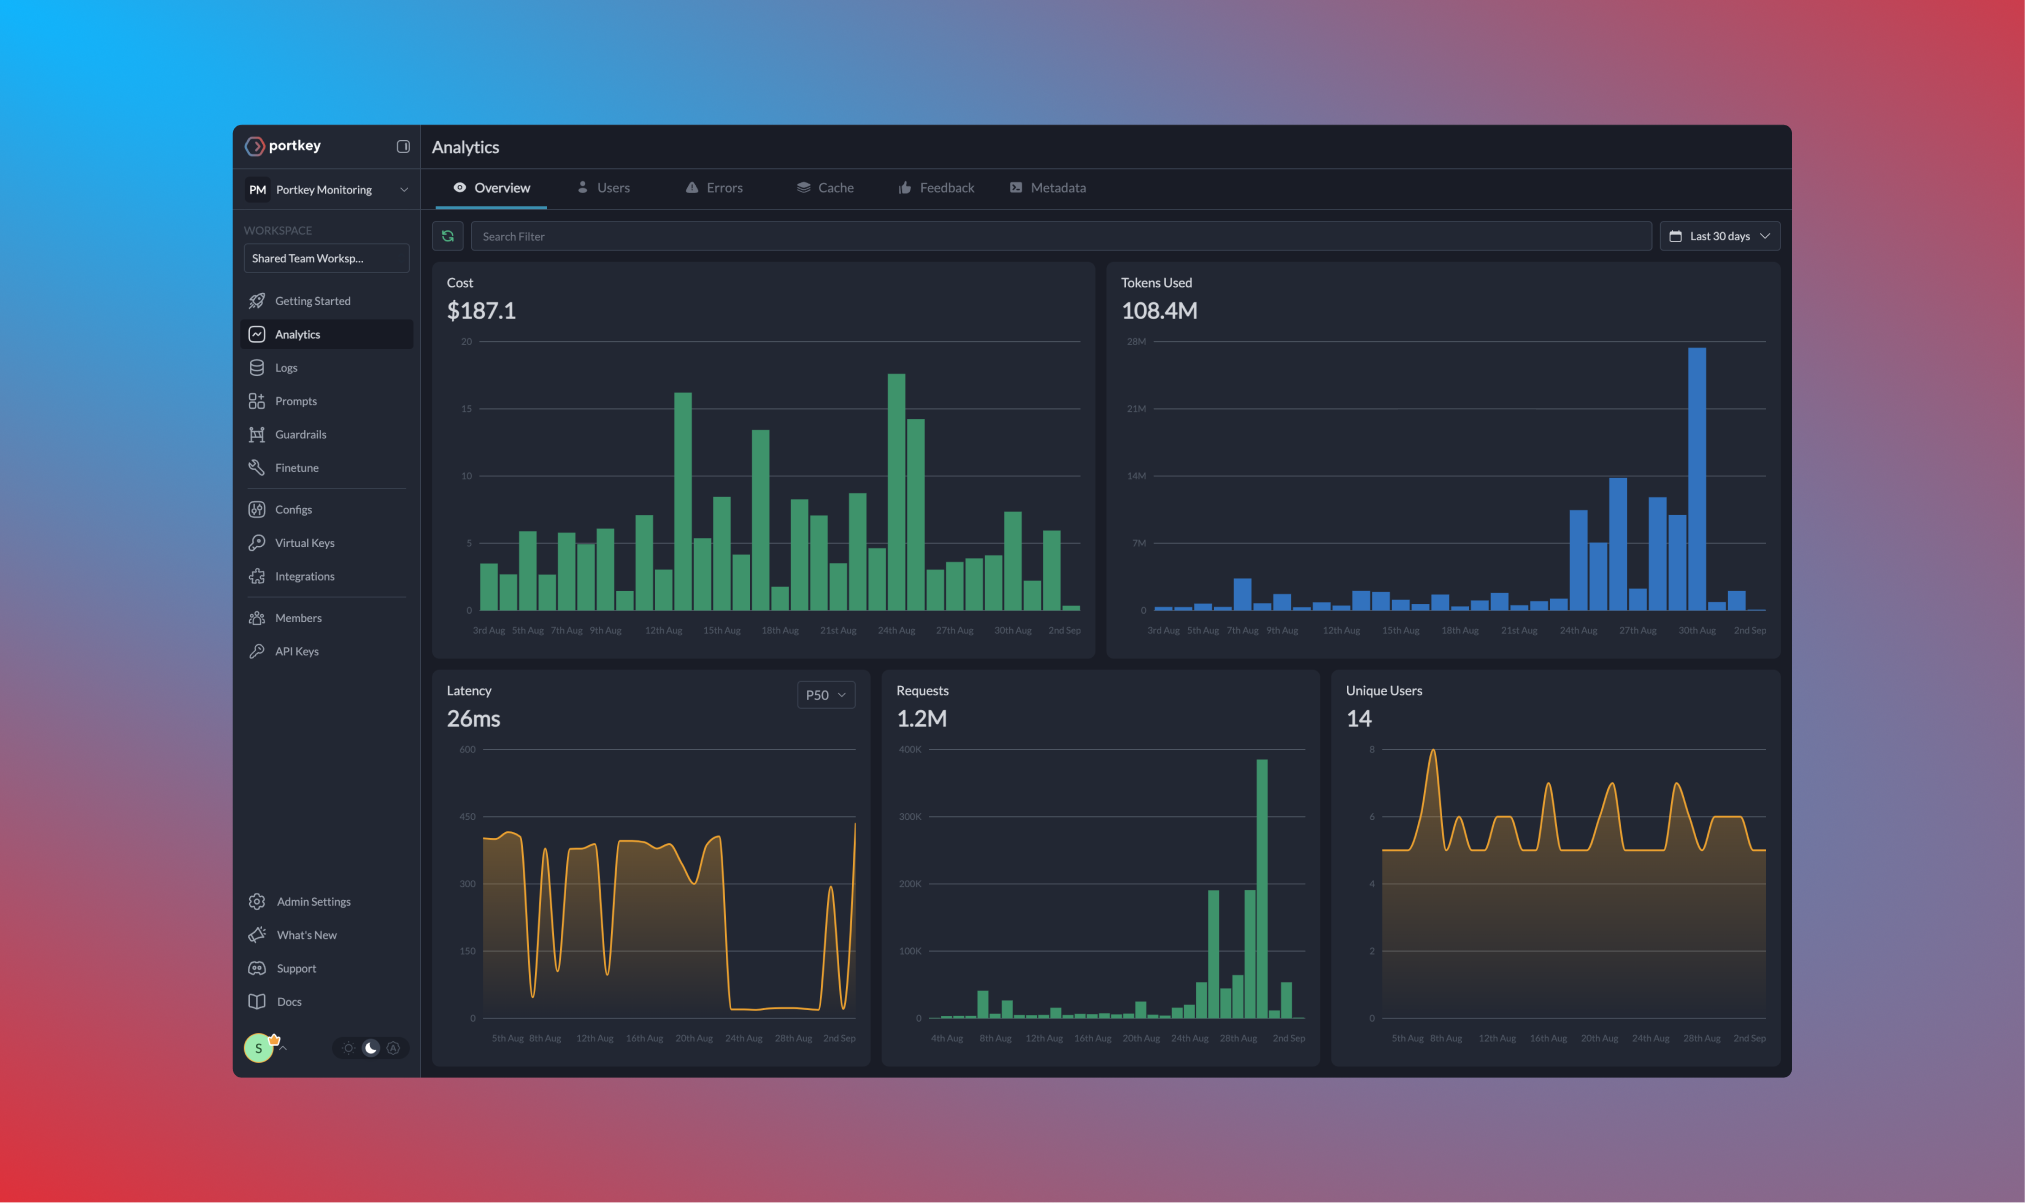 portkey
PM Portkey Monitoring
WORKSPACE
Shared Team Worksp...
Getting Started
Analytics
Logs
Prompts
Guardrails
Finetune
Configs
Virtual Keys
Integrations
Members
API Keys
Admin Settings
What's New
Support
Docs
S
A
Analytics
Overview Users Errors Cache Feedback Metadata
Search Filter
Last 30 days
Cost
$187.1
20
15
10
5
0
3rd Aug 5th Aug 7th Aug 9th Aug 12th Aug 15th Aug 18th Aug 21st Aug 24th Aug 27th Aug 30th Aug 2nd Sep
Tokens Used
108.4M
28M
21M
14M
7M
0
3rd Aug 5th Aug 7th Aug 9th Aug 12th Aug 15th Aug 18th Aug 21st Aug 24th Aug 27th Aug 30th Aug 2nd Sep
Latency
P50
26ms
600
450
300
150
0
5th Aug 8th Aug 12th Aug 16th Aug 20th Aug 24th Aug 28th Aug 2nd Sep
Requests
1.2M
400K
300K
200K
100K
0
4th Aug 8th Aug 12th Aug 16th Aug 20th Aug 24th Aug 28th Aug 2nd Sep
Unique Users
14
8
6
4
2
0
5th Aug 8th Aug 12th Aug 16th Aug 20th Aug 24th Aug 28th Aug 2nd Sep